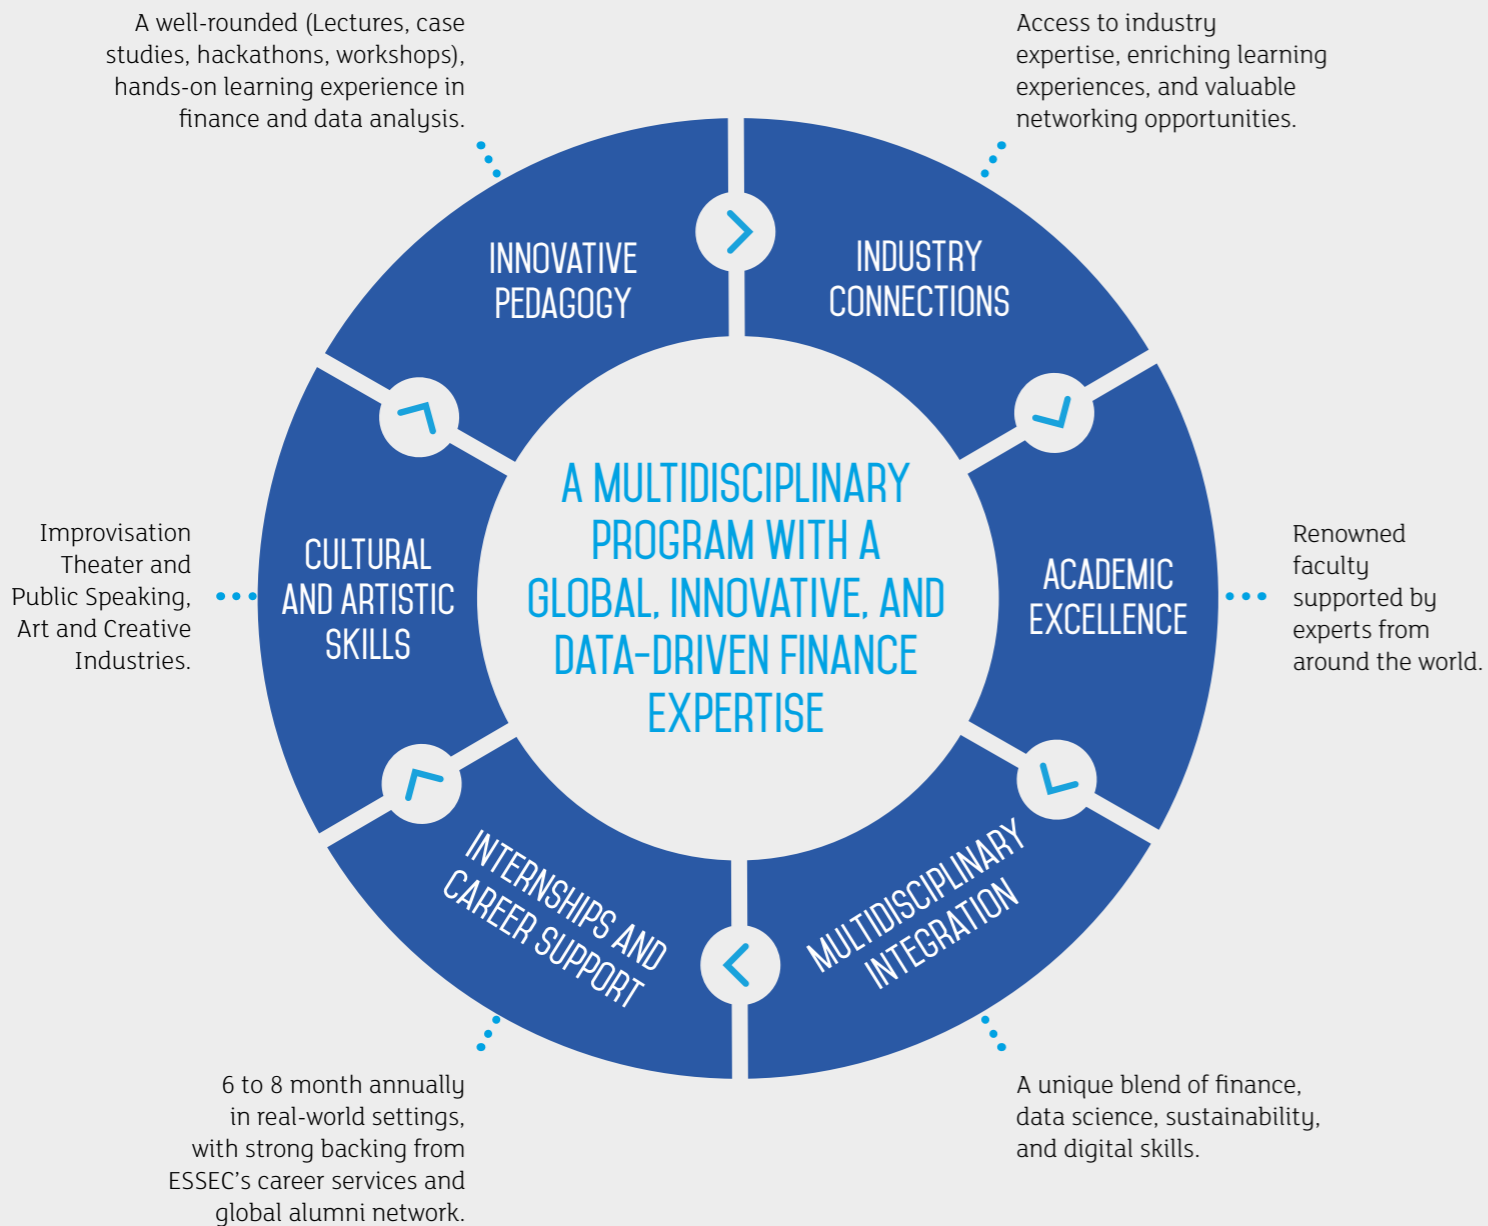 A well-rounded (Lectures, case
studies, hackathons, workshops),
hands-on learning experience in
finance and data analysis.
Access to industry
expertise, enriching learning
experiences, and valuable
networking opportunities.
INNOVATIVE
PEDAGOGY
INDUSTRY
CONNECTIONS
Improvisation
Theater and
Public Speaking,
Art and Creative
Industries.
CULTURAL
AND ARTISTIC
SKILLS
A MULTIDISCIPLINARY
PROGRAM WITH A
GLOBAL, INNOVATIVE, AND
DATA-DRIVEN FINANCE
EXPERTISE
ACADEMIC
EXCELLENCE
Renowned
faculty
supported by
experts from
around the world.
INTERNSHIPS AND
CAREER SUPPORT
MULTIDISCIPLINARY
INTEGRATION
6 to 8 month annually
in real-world settings,
with strong backing from
ESSEC's career services and
global alumni network.
A unique blend of finance,
data science, sustainability,
and digital skills.